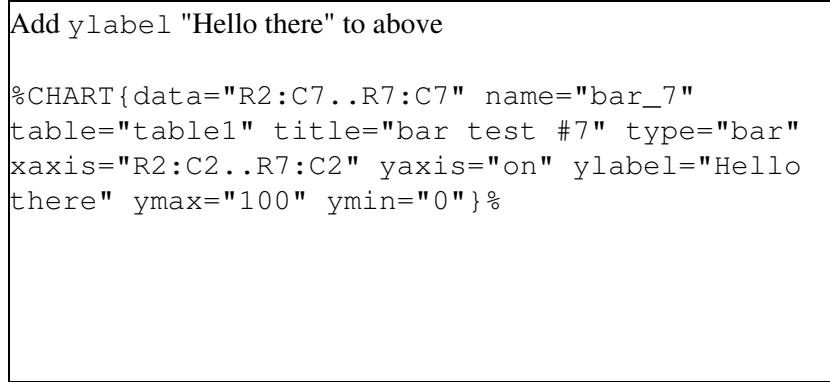 Add ylabel "Hello there" to above
%CHART{data="R2:C7..R7:C7" name="bar_7"
table="table1" title="bar test #7" type="bar"
xaxis="R2:C2..R7:C2" yaxis="on" ylabel="Hello
there" ymax="100" ymin="0"}%